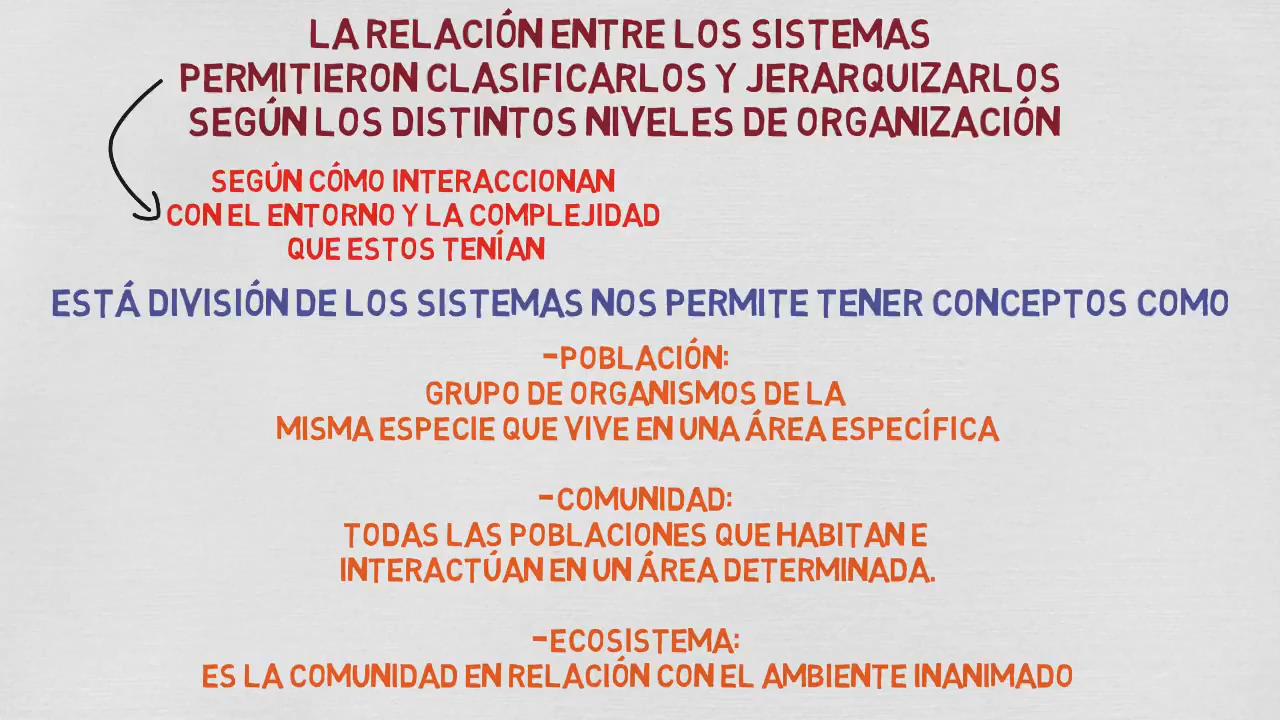 LA RELACIÓN ENTRE LOS SISTEMAS
PERMITIERON CLASIFICARLOS Y JERARQUIZARLOS
SEGÚN LOS DISTINTOS NIVELES DE ORGANIZACIÓN
SEGÚN CÓMO INTERACCIONAN
CON EL ENTORNO Y LA COMPLEJIDAD
QUE ESTOS TENÍAN
ESTÁ DIVISIÓN DE LOS SISTEMAS NOS PERMITE TENER CONCEPTOS COMO
-POBLACIÓN:
GRUPO DE ORGANISMOS DE LA
MISMA ESPECIE QUE VIVE EN UNA ÁREA ESPECÍFICA
-COMUNIDAD:
TODAS LAS POBLACIONES QUE HABITAN E
INTERACTÚAN EN UN ÁREA DETERMINADA.
-ECOSISTEMA:
ES LA COMUNIDAD EN RELACIÓN CON EL AMBIENTE INANIMADO